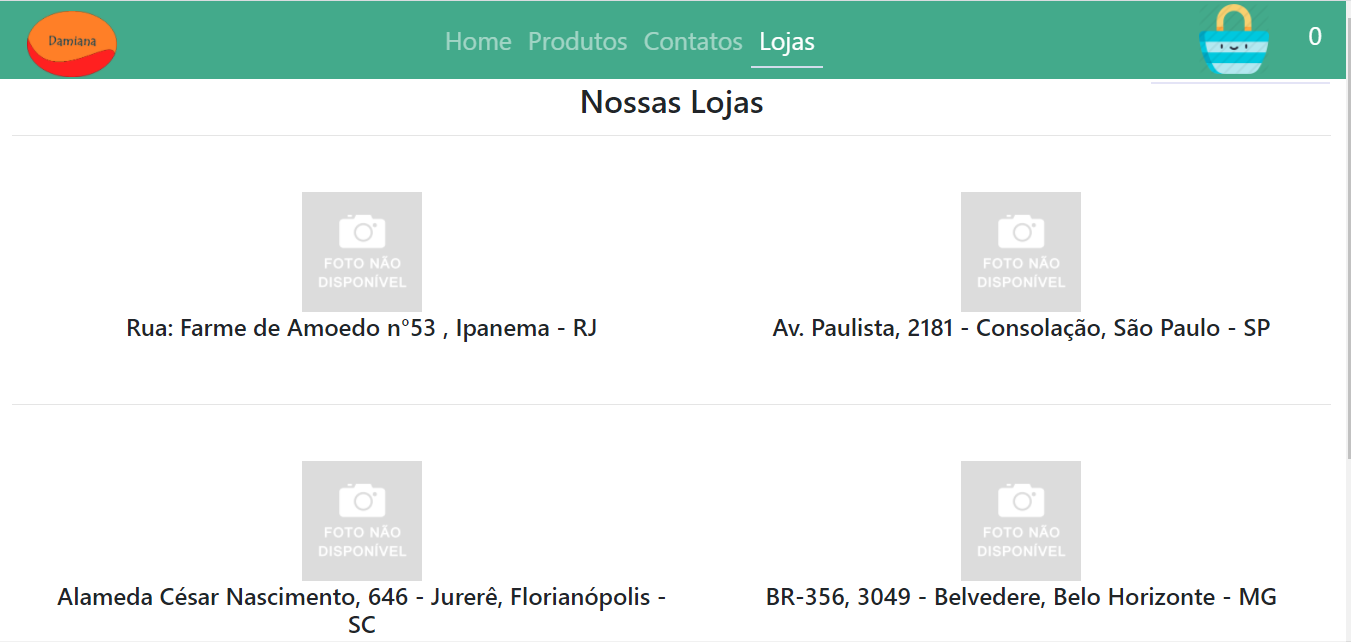 Damiana
Home Produtos Contatos Lojas
0
Nossas Lojas
FOTO NÃO
DISPONÍVEL
Rua: Farme de Amoedo n°53 , Ipanema - RJ
FOTO NÃO
DISPONÍVEL
Av. Paulista, 2181 - Consolação, São Paulo - SP
FOTO NÃO
DISPONÍVEL
Alameda César Nascimento, 646 - Jurerê, Florianópolis -
SC
FOTO NÃO
DISPONÍVEL
BR-356, 3049 - Belvedere, Belo Horizonte - MG